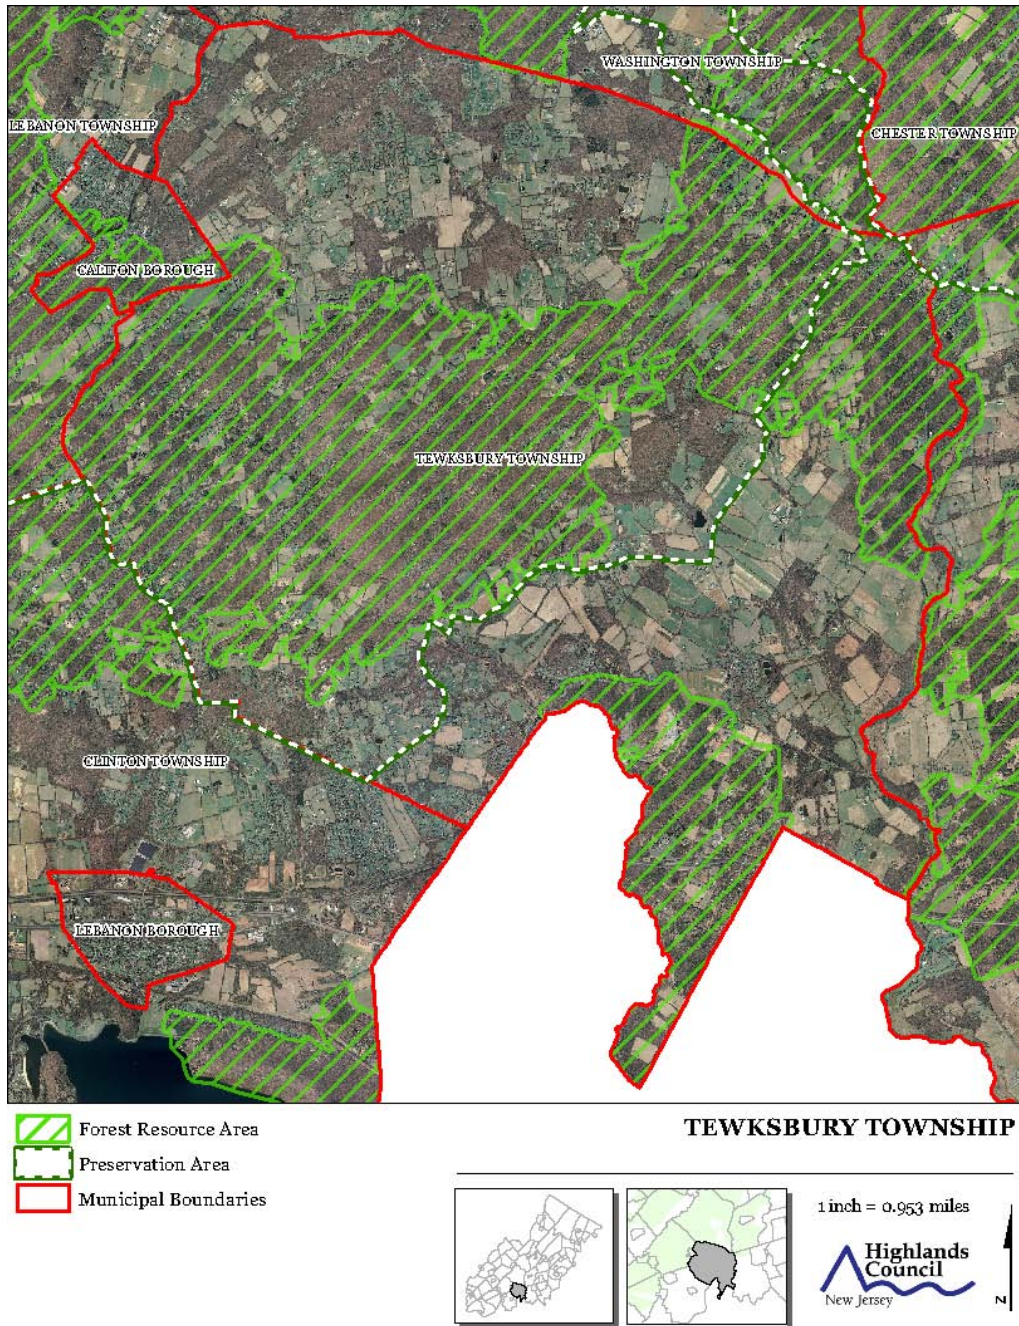 WASHINGTON TOWNSHIP
LEBANON TOWNSHIP
CHESTER TOWNSHIP
CALIFON BOROUGH
TEWKSBURY TOWNSHIP
CLINTON TOWNSHIP
LEBANON BOROUGH
Forest Resource Area
Preservation Area
Municipal Boundaries
TEWKSBURY TOWNSHIP
1 inch = 0.953 miles
Highlands
Council
New Jersey
N